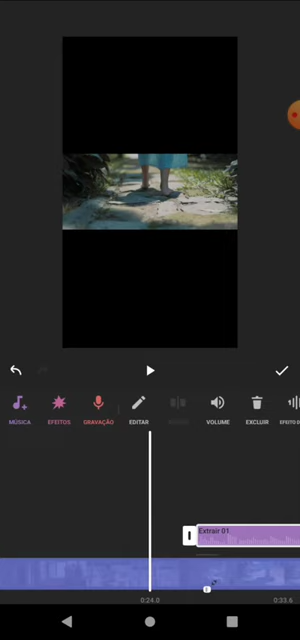 MÚSICA EFEITOS GRAVAÇÃO EDITAR VOLUME EXCLUIR
Extrair 01
0:24.0 0:33.6